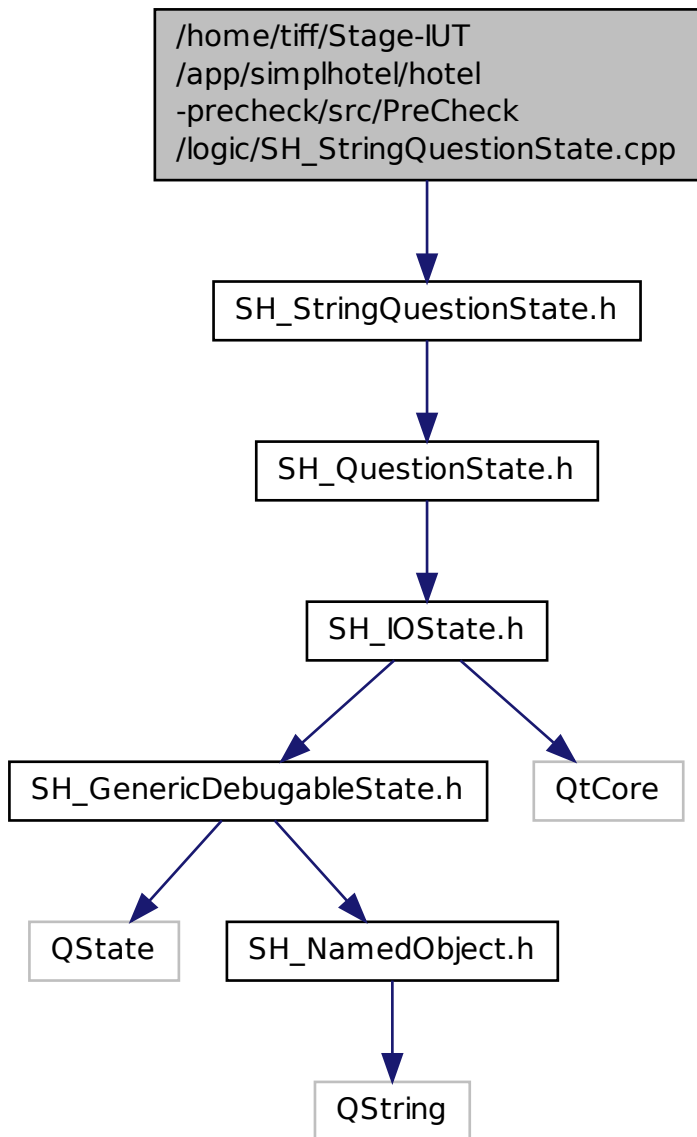 /home/tiff/Stage-IUT
/app/simplhotel/hotel
-precheck/src/PreCheck
/logic/SH_StringQuestionState.cpp
SH_StringQuestionState.h
SH_QuestionState.h
SH_IOState.h
SH_GenericDebugableState.h
QtCore
QState
SH_NamedObject.h
QString